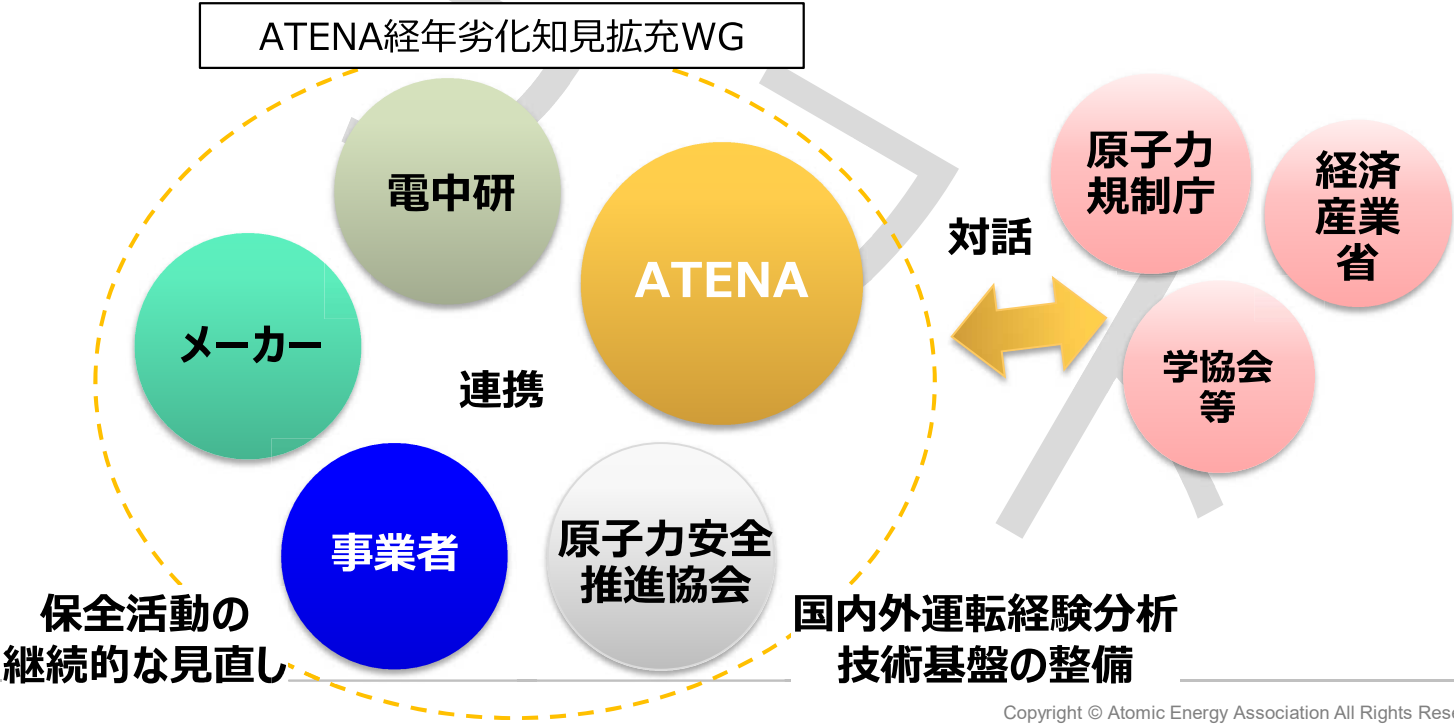 ATENA経年劣化知見拡充WG
電中研
ATENA
メーカー
連携
事業者
原子力安全
推進協会
対話
原子力
規制庁
経済
産業
省
学協会
等
保全活動の
継続的な見直し
国内外運転経験分析
技術基盤の整備
Copyright © Atomic Energy Association All Rights Rese